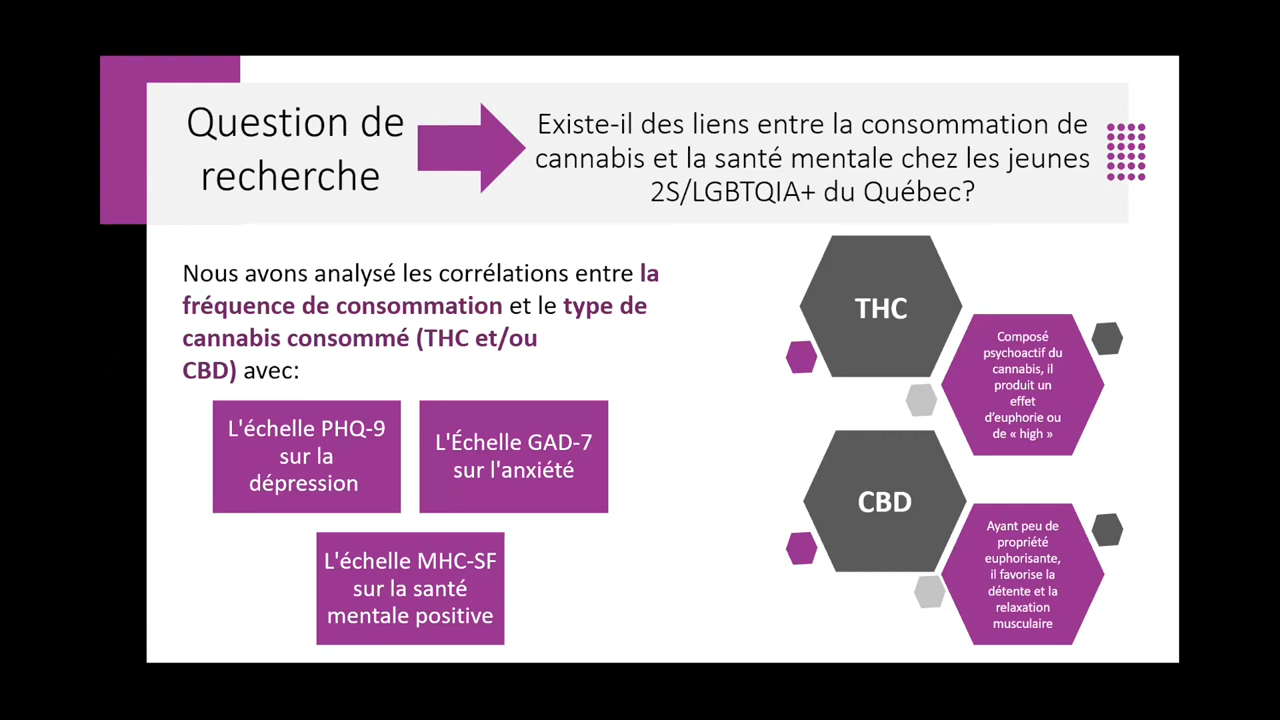 Question de
recherche
Existe-il des liens entre la consommation de
cannabis et la santé mentale chez les jeunes
2S/LGBTQIA+ du Québec?
Nous avons analysé les corrélations entre la
fréquence de consommation et le type de
cannabis consommé (THC et/ou
CBD) avec:
L'échelle PHQ-9
sur la
dépression
L'Échelle GAD-7
sur l'anxiété
L'échelle MHC-SF
sur la santé
mentale positive
THC
Composé
psychoactif du
cannabis, il
produit un
effet
d’euphorie ou
de « high »
CBD
Ayant peu de
propriété
euphorisante,
il favorise la
détente et la
relaxation
musculaire